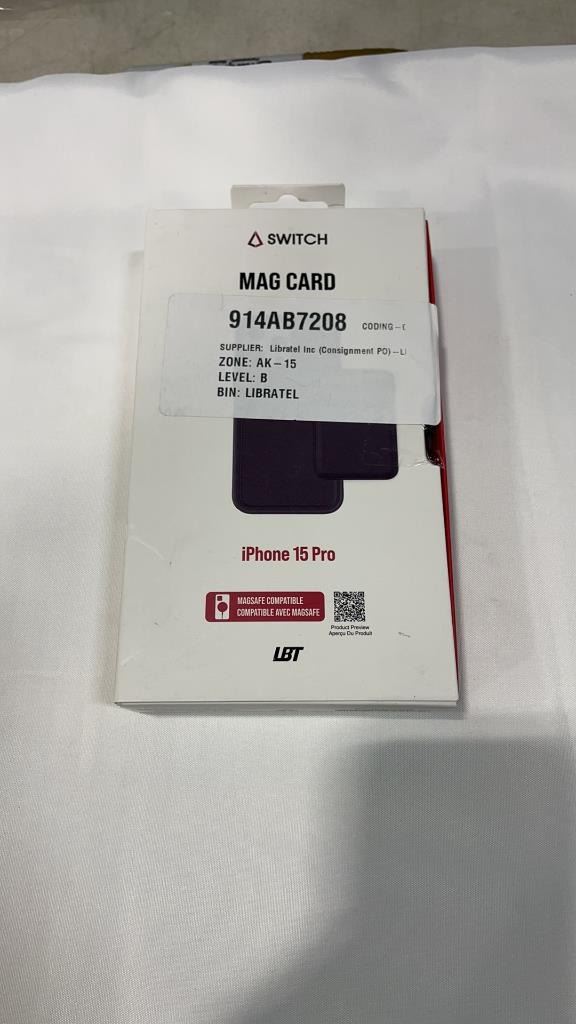 SWITCH
MAG CARD
914AB7208 CODING –
SUPPLIER: Libratel Inc (Consignment PO) –
ZONE: AK – 15
LEVEL: B
BIN: LIBRATEL
iPhone 15 Pro
MAGSAFE COMPATIBLE
COMPATIBLE AVEC MAGSAFE
Product Preview
Aperçu Du Produit
LBT